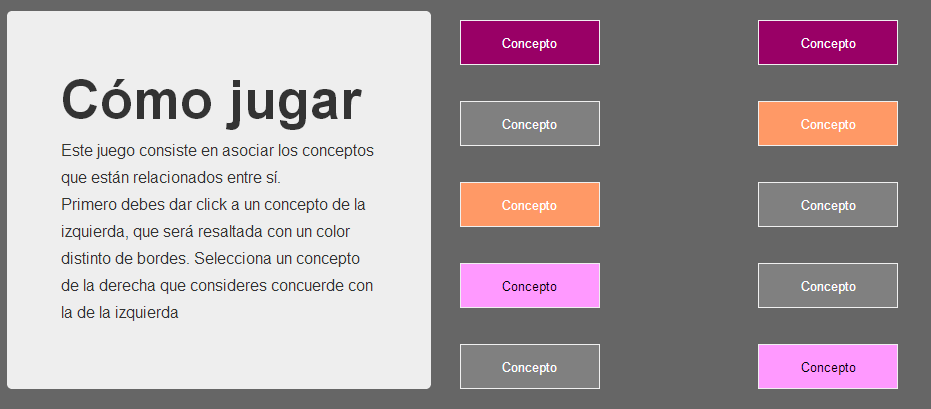 Cómo jugar
Este juego consiste en asociar los conceptos
que están relacionados entre sí.
Primero debes dar click a un concepto de la
izquierda, que será resaltada con un color
distinto de bordes. Selecciona un concepto
de la derecha que consideres concuerde con
la de la izquierda
Concepto
Concepto
Concepto
Concepto
Concepto
Concepto
Concepto
Concepto
Concepto
Concepto